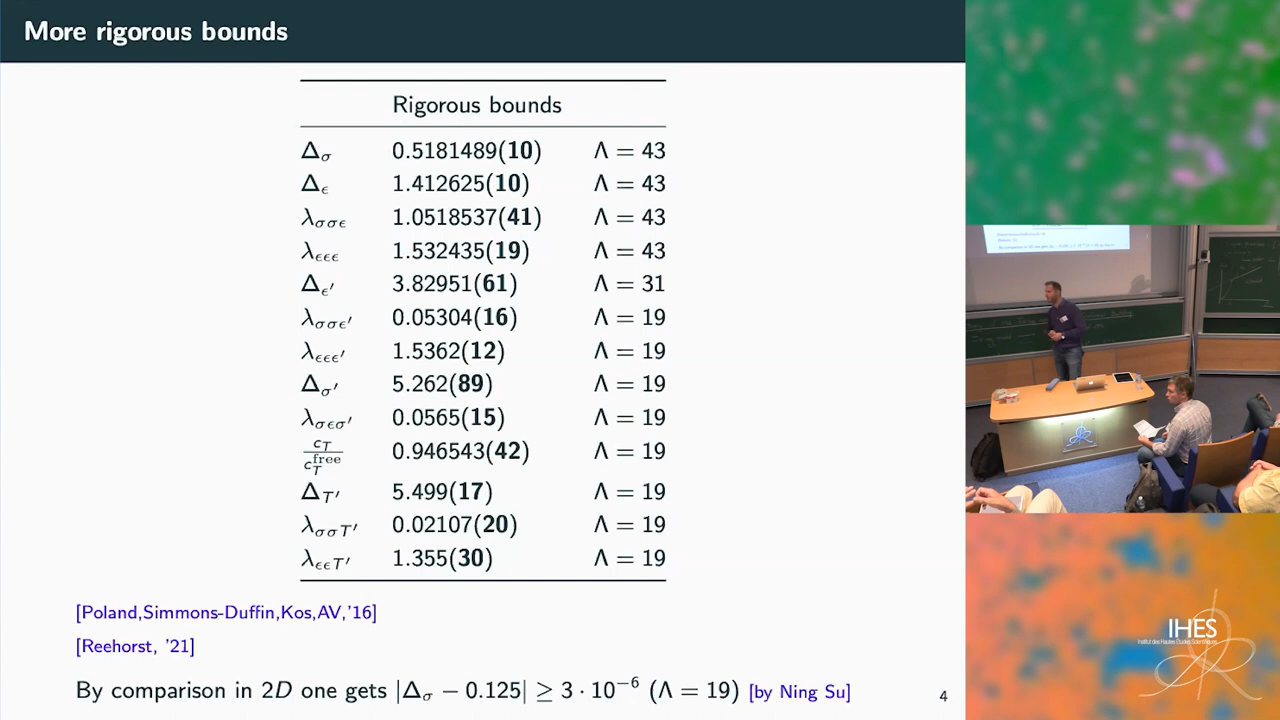 More rigorous bounds
Rigorous bounds
Δσ 0.5181489(10) Λ = 43
Δϵ 1.412625(10) Λ = 43
λσσϵ 1.0518537(41) Λ = 43
λϵϵϵ 1.532435(19) Λ = 43
Δϵ′ 3.82951(61) Λ = 31
λσσϵ′ 0.05304(16) Λ = 19
λϵϵϵ′ 1.5362(12) Λ = 19
Δσ′ 5.262(89) Λ = 19
λσϵσ′ 0.0565(15) Λ = 19
cT/cTfree 0.946543(42) Λ = 19
ΔT′ 5.499(17) Λ = 19
λσσT′ 0.02107(20) Λ = 19
λϵϵT′ 1.355(30) Λ = 19
[Poland,Simmons-Duffin,Kos,AV,'16]
[Reehorst, '21]
By comparison in 2D one gets |Δσ − 0.125| ≥ 3 · 10−6 (Λ = 19) [by Ning Su]
4
IHES
Institut des Hautes Études Scientifiques